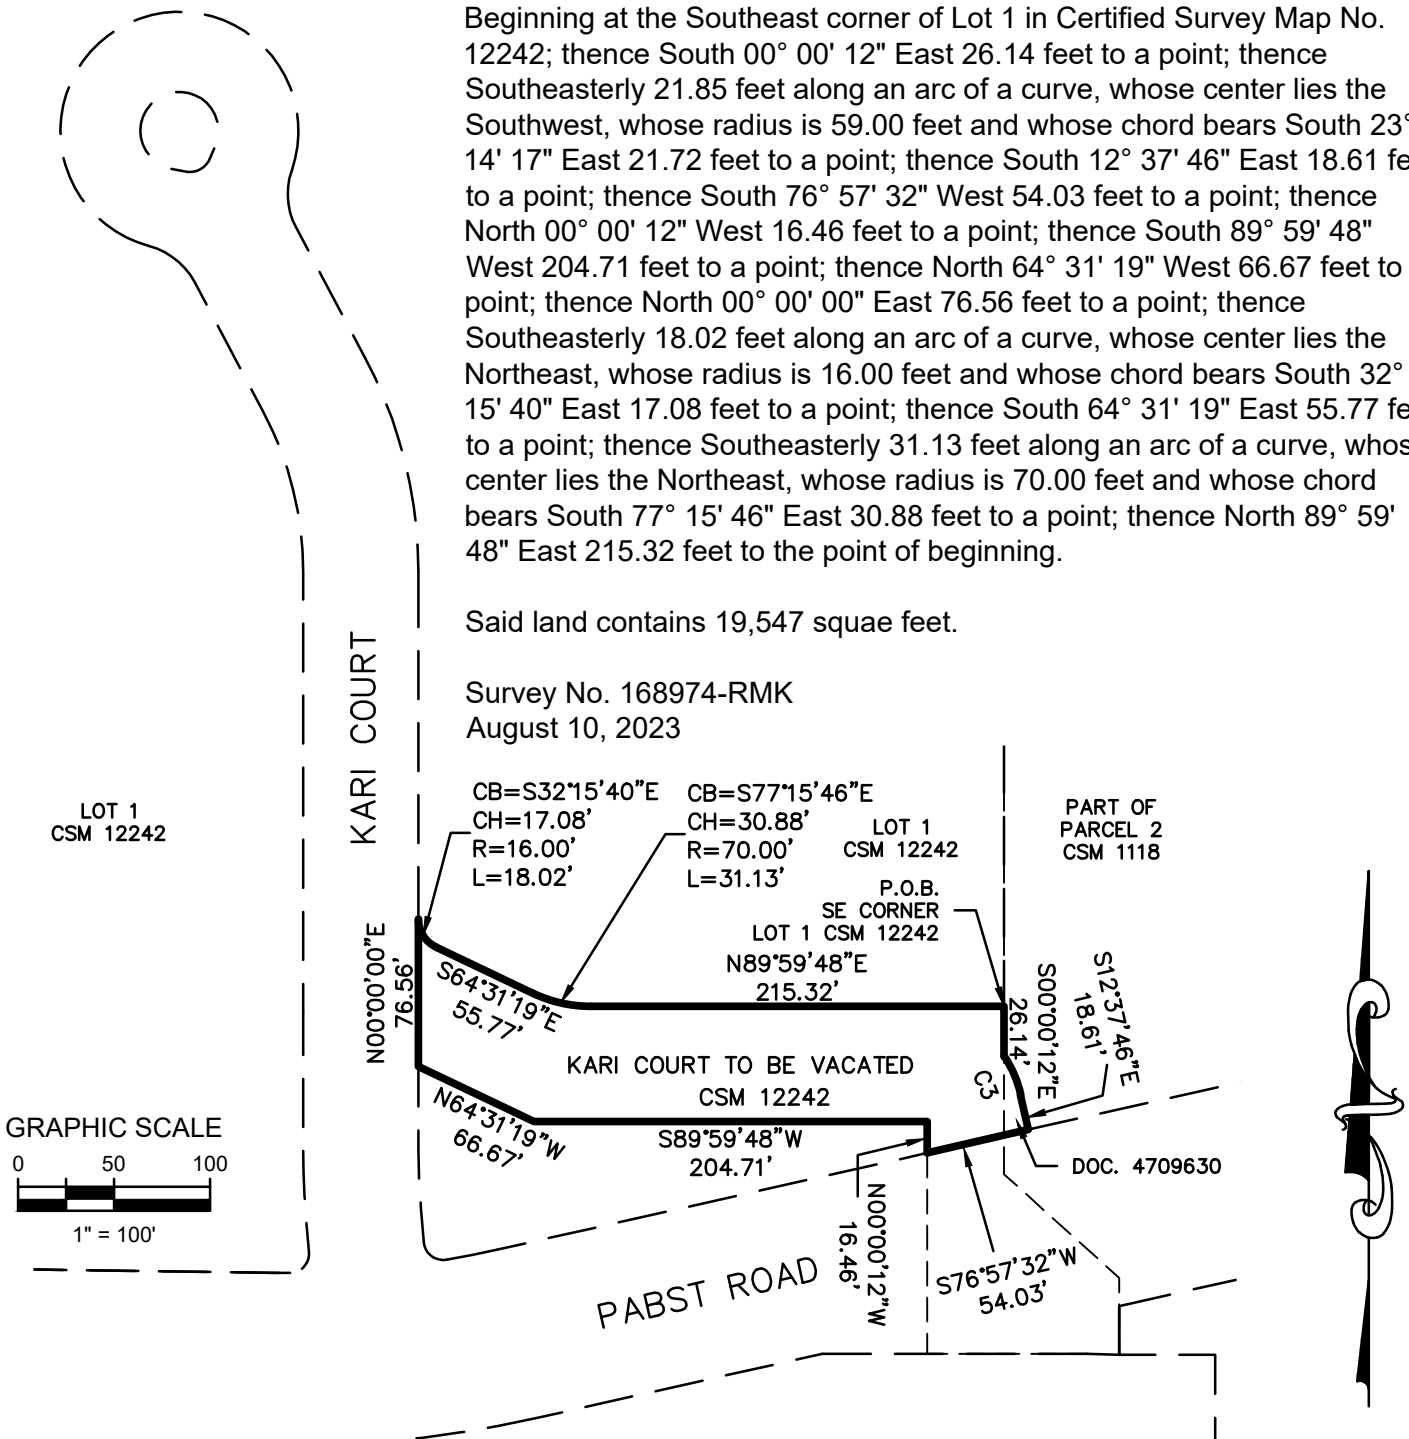 Beginning at the Southeast corner of Lot 1 in Certified Survey Map No.
12242; thence South 00° 00' 12" East 26.14 feet to a point; thence
Southeasterly 21.85 feet along an arc of a curve, whose center lies the
Southwest, whose radius is 59.00 feet and whose chord bears South 23°
14' 17" East 21.72 feet to a point; thence South 12° 37' 46" East 18.61 fe
to a point; thence South 76° 57' 32" West 54.03 feet to a point; thence
North 00° 00' 12" West 16.46 feet to a point; thence South 89° 59' 48"
West 204.71 feet to a point; thence North 64° 31' 19" West 66.67 feet to
point; thence North 00° 00' 00" East 76.56 feet to a point; thence
Southeasterly 18.02 feet along an arc of a curve, whose center lies the
Northeast, whose radius is 16.00 feet and whose chord bears South 32°
15' 40" East 17.08 feet to a point; thence South 64° 31' 19" East 55.77 fe
to a point; thence Southeasterly 31.13 feet along an arc of a curve, whos
center lies the Northeast, whose radius is 70.00 feet and whose chord
bears South 77° 15' 46" East 30.88 feet to a point; thence North 89° 59'
48" East 215.32 feet to the point of beginning.
Said land contains 19,547 squae feet.
Survey No. 168974-RMK
August 10, 2023
KARI COURT
LOT 1
CSM 12242
CB=S32°15'40"E
CH=17.08'
R=16.00'
L=18.02'
CB=S77°15'46"E
CH=30.88'
R=70.00'
L=31.13'
LOT 1
CSM 12242
PART OF
PARCEL 2
CSM 1118
P.O.B.
SE CORNER
LOT 1 CSM 12242
N89°59'48"E
215.32'
N00°00'00"E
76.56'
S64°31'19"E
55.77'
S00°00'12"E
26.14'
S12°37'46"E
18.61'
C3
KARI COURT TO BE VACATED
CSM 12242
N64°31'19"W
66.67'
S89°59'48"W
204.71'
DOC. 4709630
N00°00'12"W
16.46'
S76°57'32"W
54.03'
PABST ROAD
GRAPHIC SCALE
0 50 100
1" = 100'